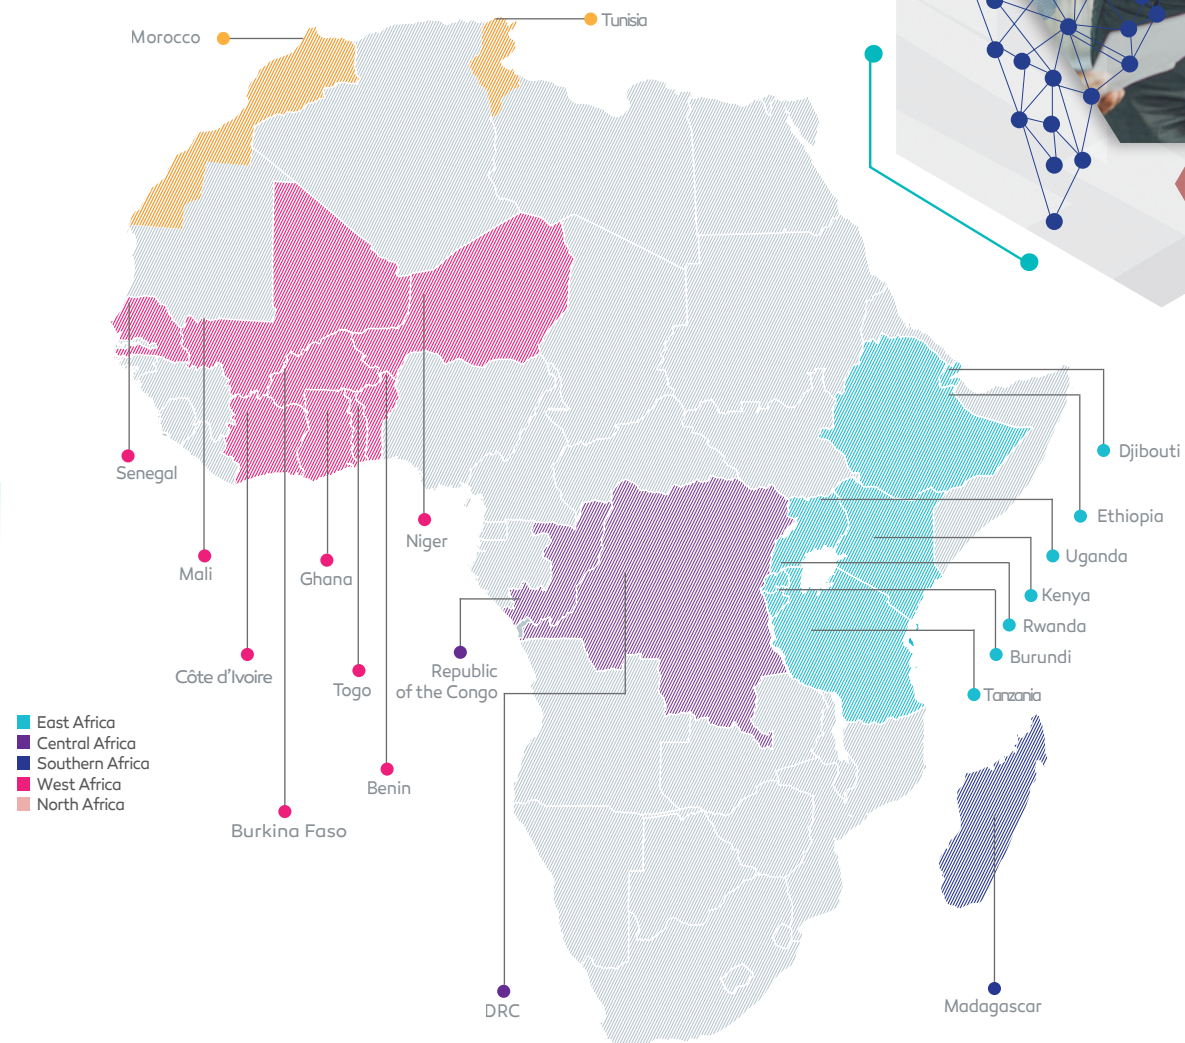 Tunisia
Morocco
Djibouti
Senegal
Ethiopia
Niger
Uganda
Mali
Ghana
Kenya
Rwanda
Burundi
Côte d'Ivoire
Togo
Republic
of the Congo
Tanzania
East Africa
Central Africa
Southern Africa
West Africa
North Africa
Benin
Burkina Faso
DRC
Madagascar